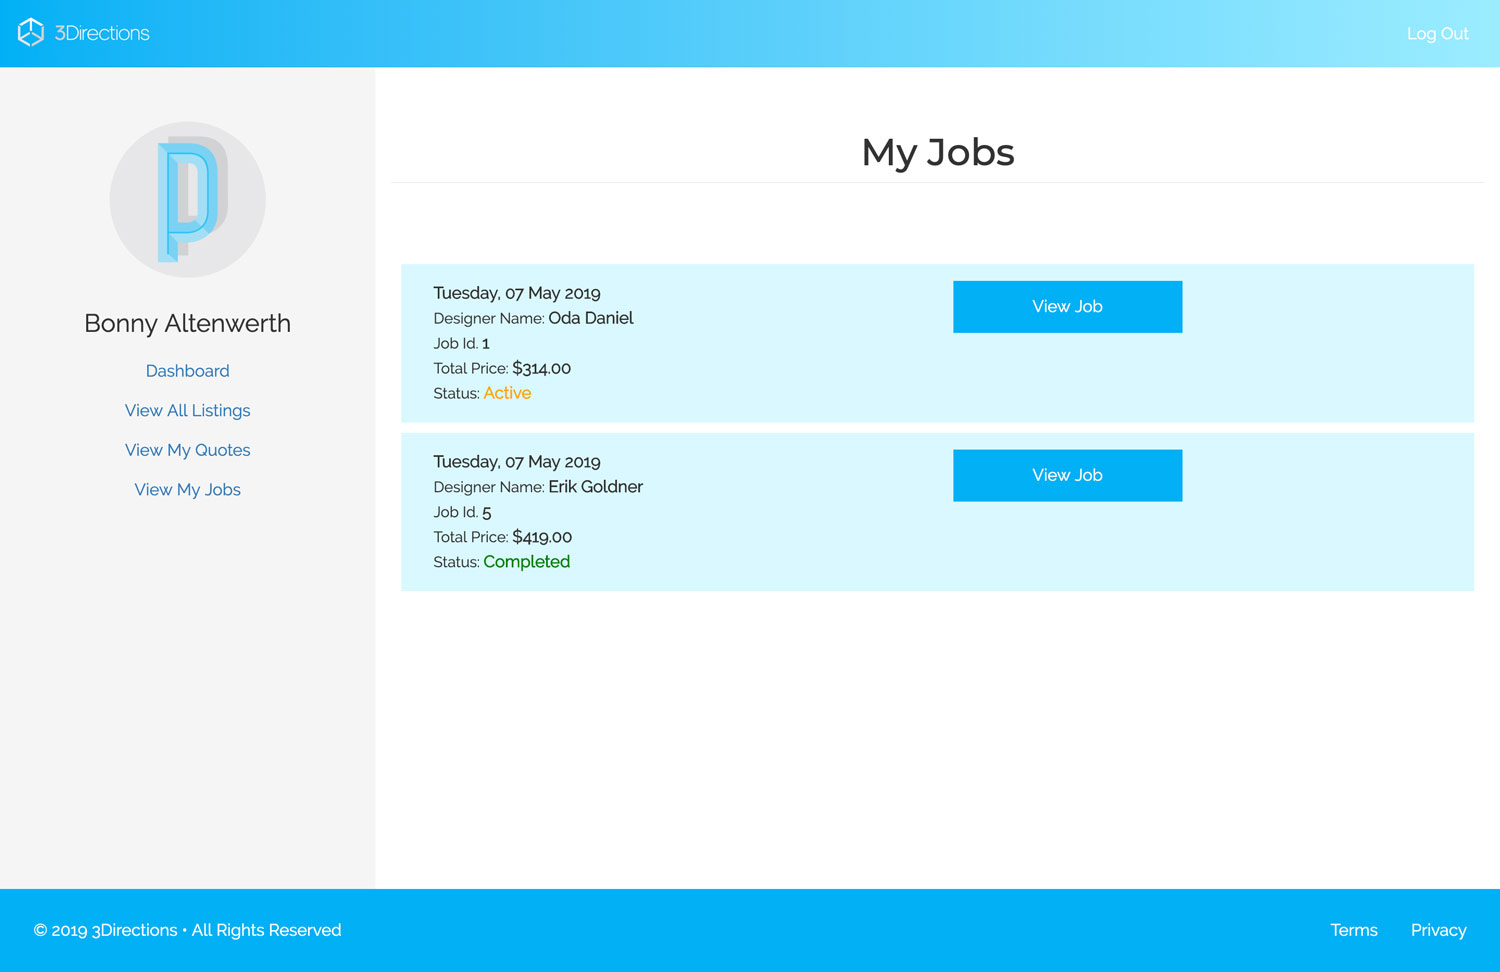 3Directions
Log Out
P
Bonny Altenwerth
Dashboard
View All Listings
View My Quotes
View My Jobs
My Jobs
Tuesday, 07 May 2019
Designer Name: Oda Daniel
Job Id. 1
Total Price: $314.00
Status: Active
View Job
Tuesday, 07 May 2019
Designer Name: Erik Goldner
Job Id. 5
Total Price: $419.00
Status: Completed
View Job
© 2019 3Directions • All Rights Reserved
Terms
Privacy